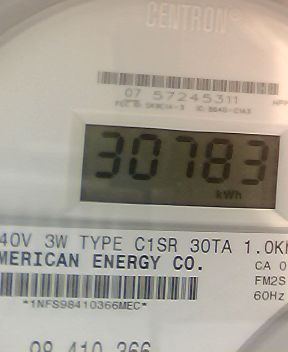 CENTRON®
07 57245311
30783
kWh
40V 3W TYPE C1SR 30TA 1.0K
MERICAN ENERGY CO.
CA 0
FM2S
60Hz
*1NFS98410366MEC*
98 410 366